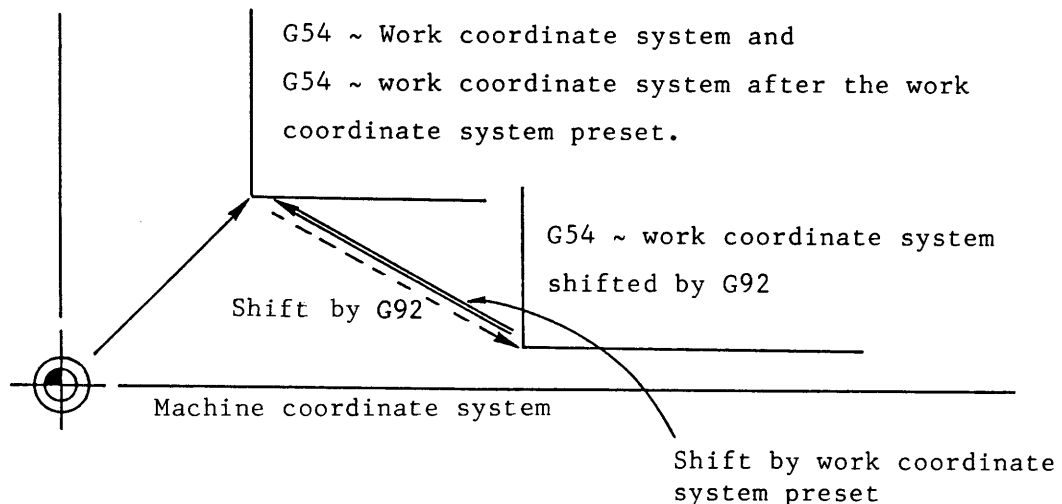 G54 ~ Work coordinate system and
G54 ~ work coordinate system after the work
coordinate system preset.
G54 ~ work coordinate system
shifted by G92
Shift by G92
Machine coordinate system
Shift by work coordinate
system preset